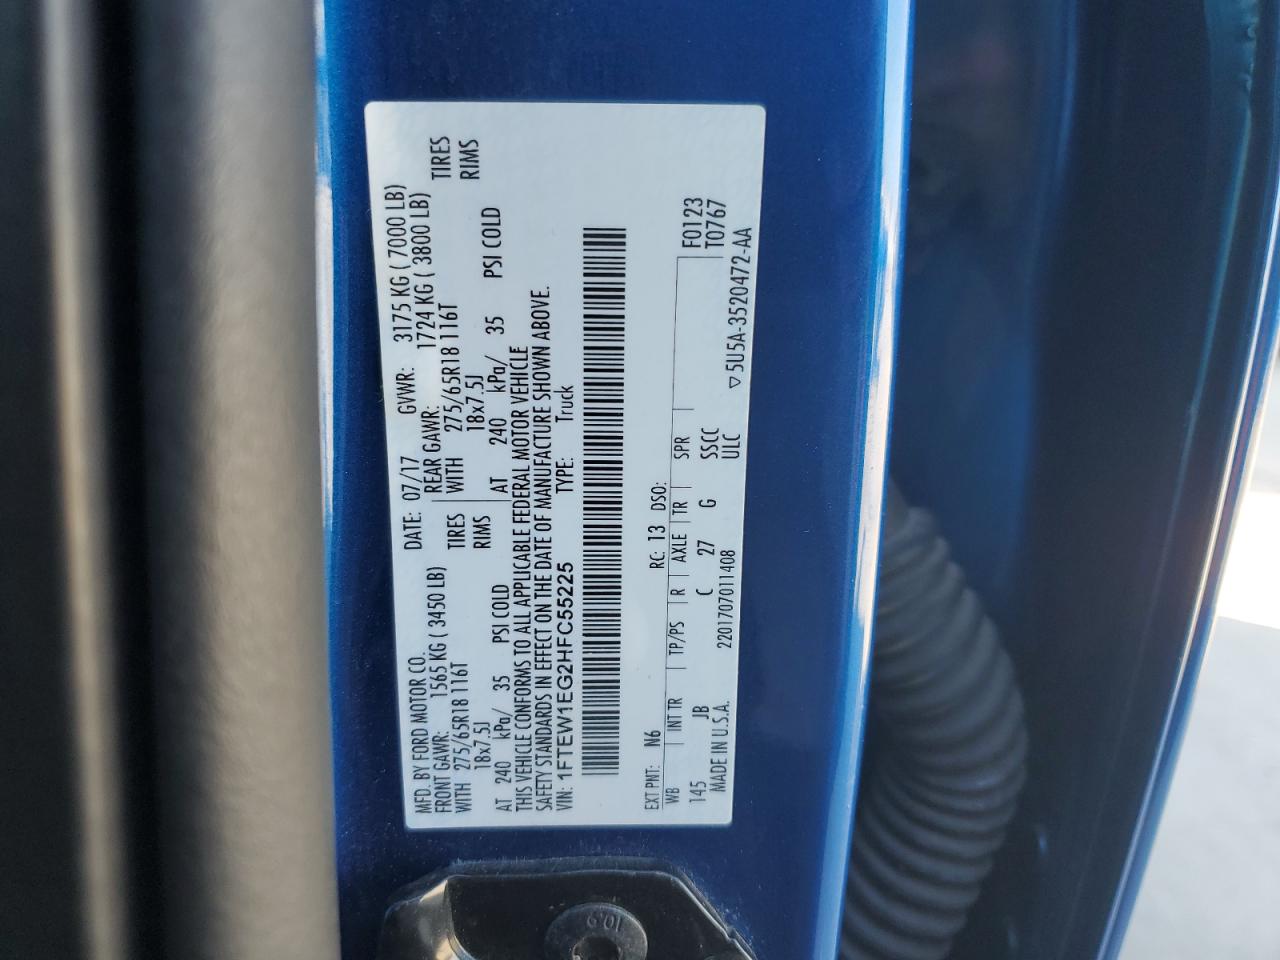 MFD. BY FORD MOTOR CO. DATE: 07/17 GVWR: 3175 KG ( 7000 LB)
FRONT GAWR: 1565 KG ( 3450 LB) REAR GAWR: 1724 KG ( 3800 LB)
WITH 275/65R18 116T TIRES WITH 275/65R18 116T TIRES
18x7.5J RIMS 18x7.5J RIMS
AT 240 kPa/ 35 PSI COLD AT 240 kPa/ 35 PSI COLD
THIS VEHICLE CONFORMS TO ALL APPLICABLE FEDERAL MOTOR VEHICLE
SAFETY STANDARDS IN EFFECT ON THE DATE OF MANUFACTURE SHOWN ABOVE.
VIN: 1FTEW1EG2HFC55225 TYPE: Truck
EXT PNT: N6 RC: 13 DSO: F0123
WB INT TR TP/PS R AXLE TR SPR T0767
145 JB C 27 G SSCC
MADE IN U.S.A. 2201707011408 ULC ▽5U5A-3520472-AA
10.9